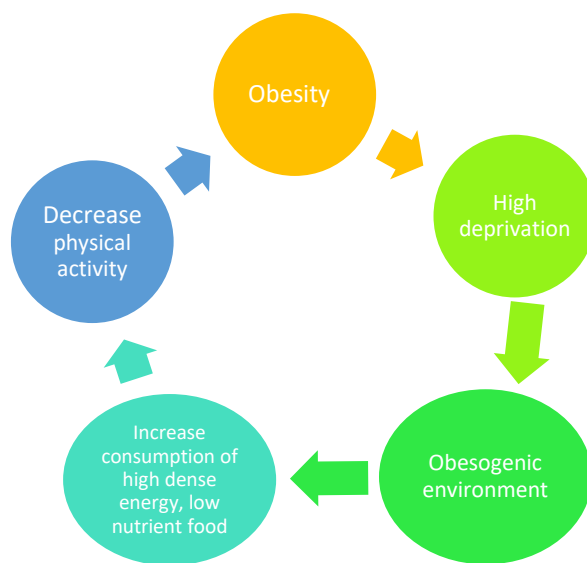 Obesity
High
deprivation
Obesogenic
environment
Increase
consumption of
high dense
energy, low
nutrient food
Decrease
physical
activity